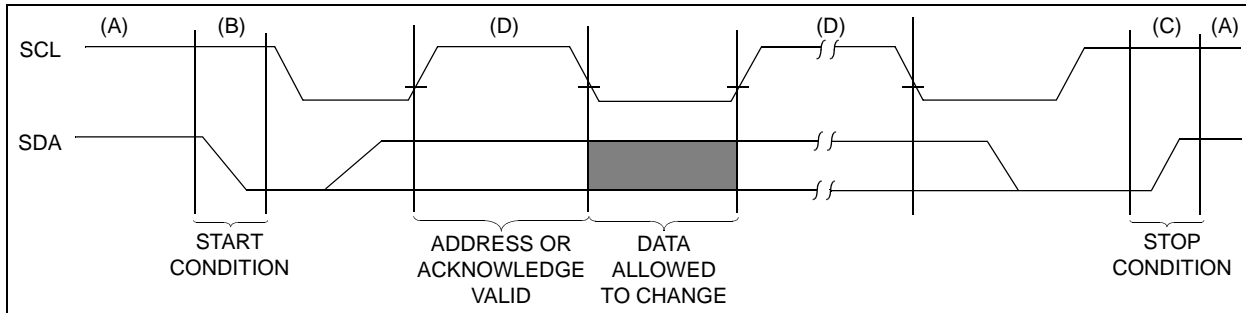 (A) (B) (D) (D) (C) (A)
SCL
SDA
START
CONDITION
ADDRESS OR
ACKNOWLEDGE
VALID
DATA
ALLOWED
TO CHANGE
STOP
CONDITION